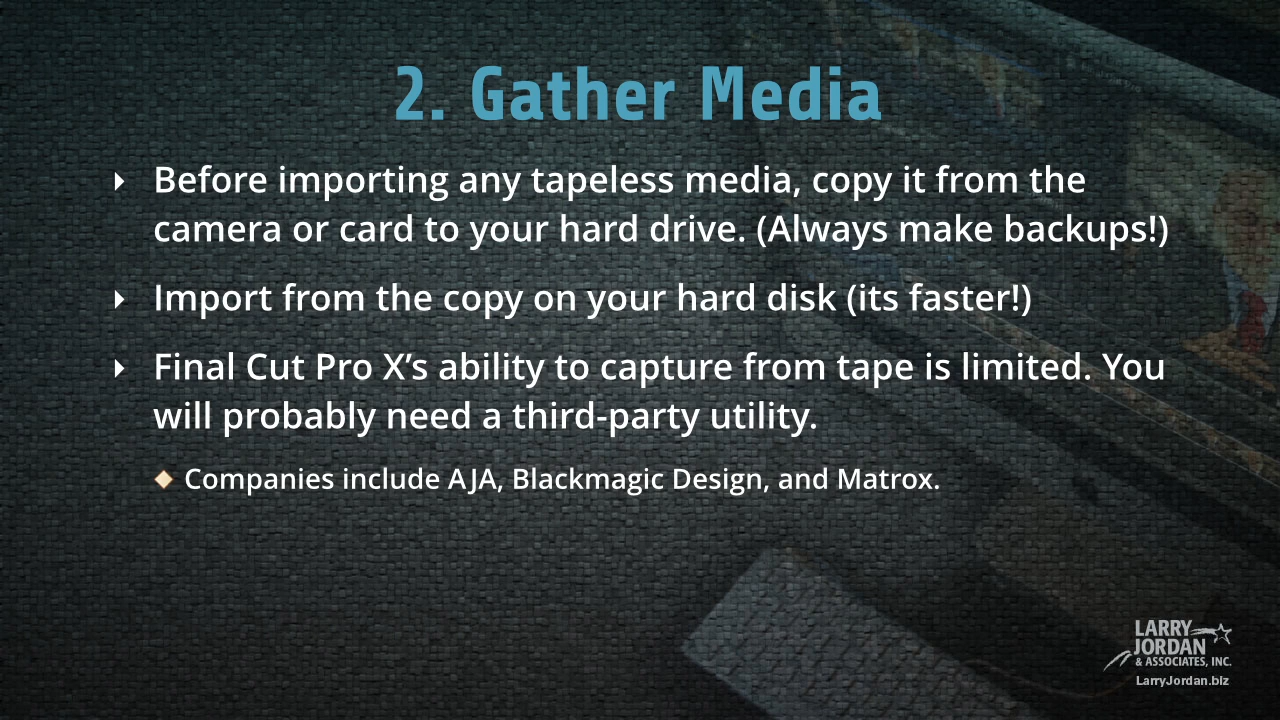 2. Gather Media
Before importing any tapeless media, copy it from the
camera or card to your hard drive. (Always make backups!)
Import from the copy on your hard disk (its faster!)
Final Cut Pro X’s ability to capture from tape is limited. You
will probably need a third-party utility.
Companies include AJA, Blackmagic Design, and Matrox.
LARRY
JORDAN
& ASSOCIATES, INC.
LarryJordan.biz